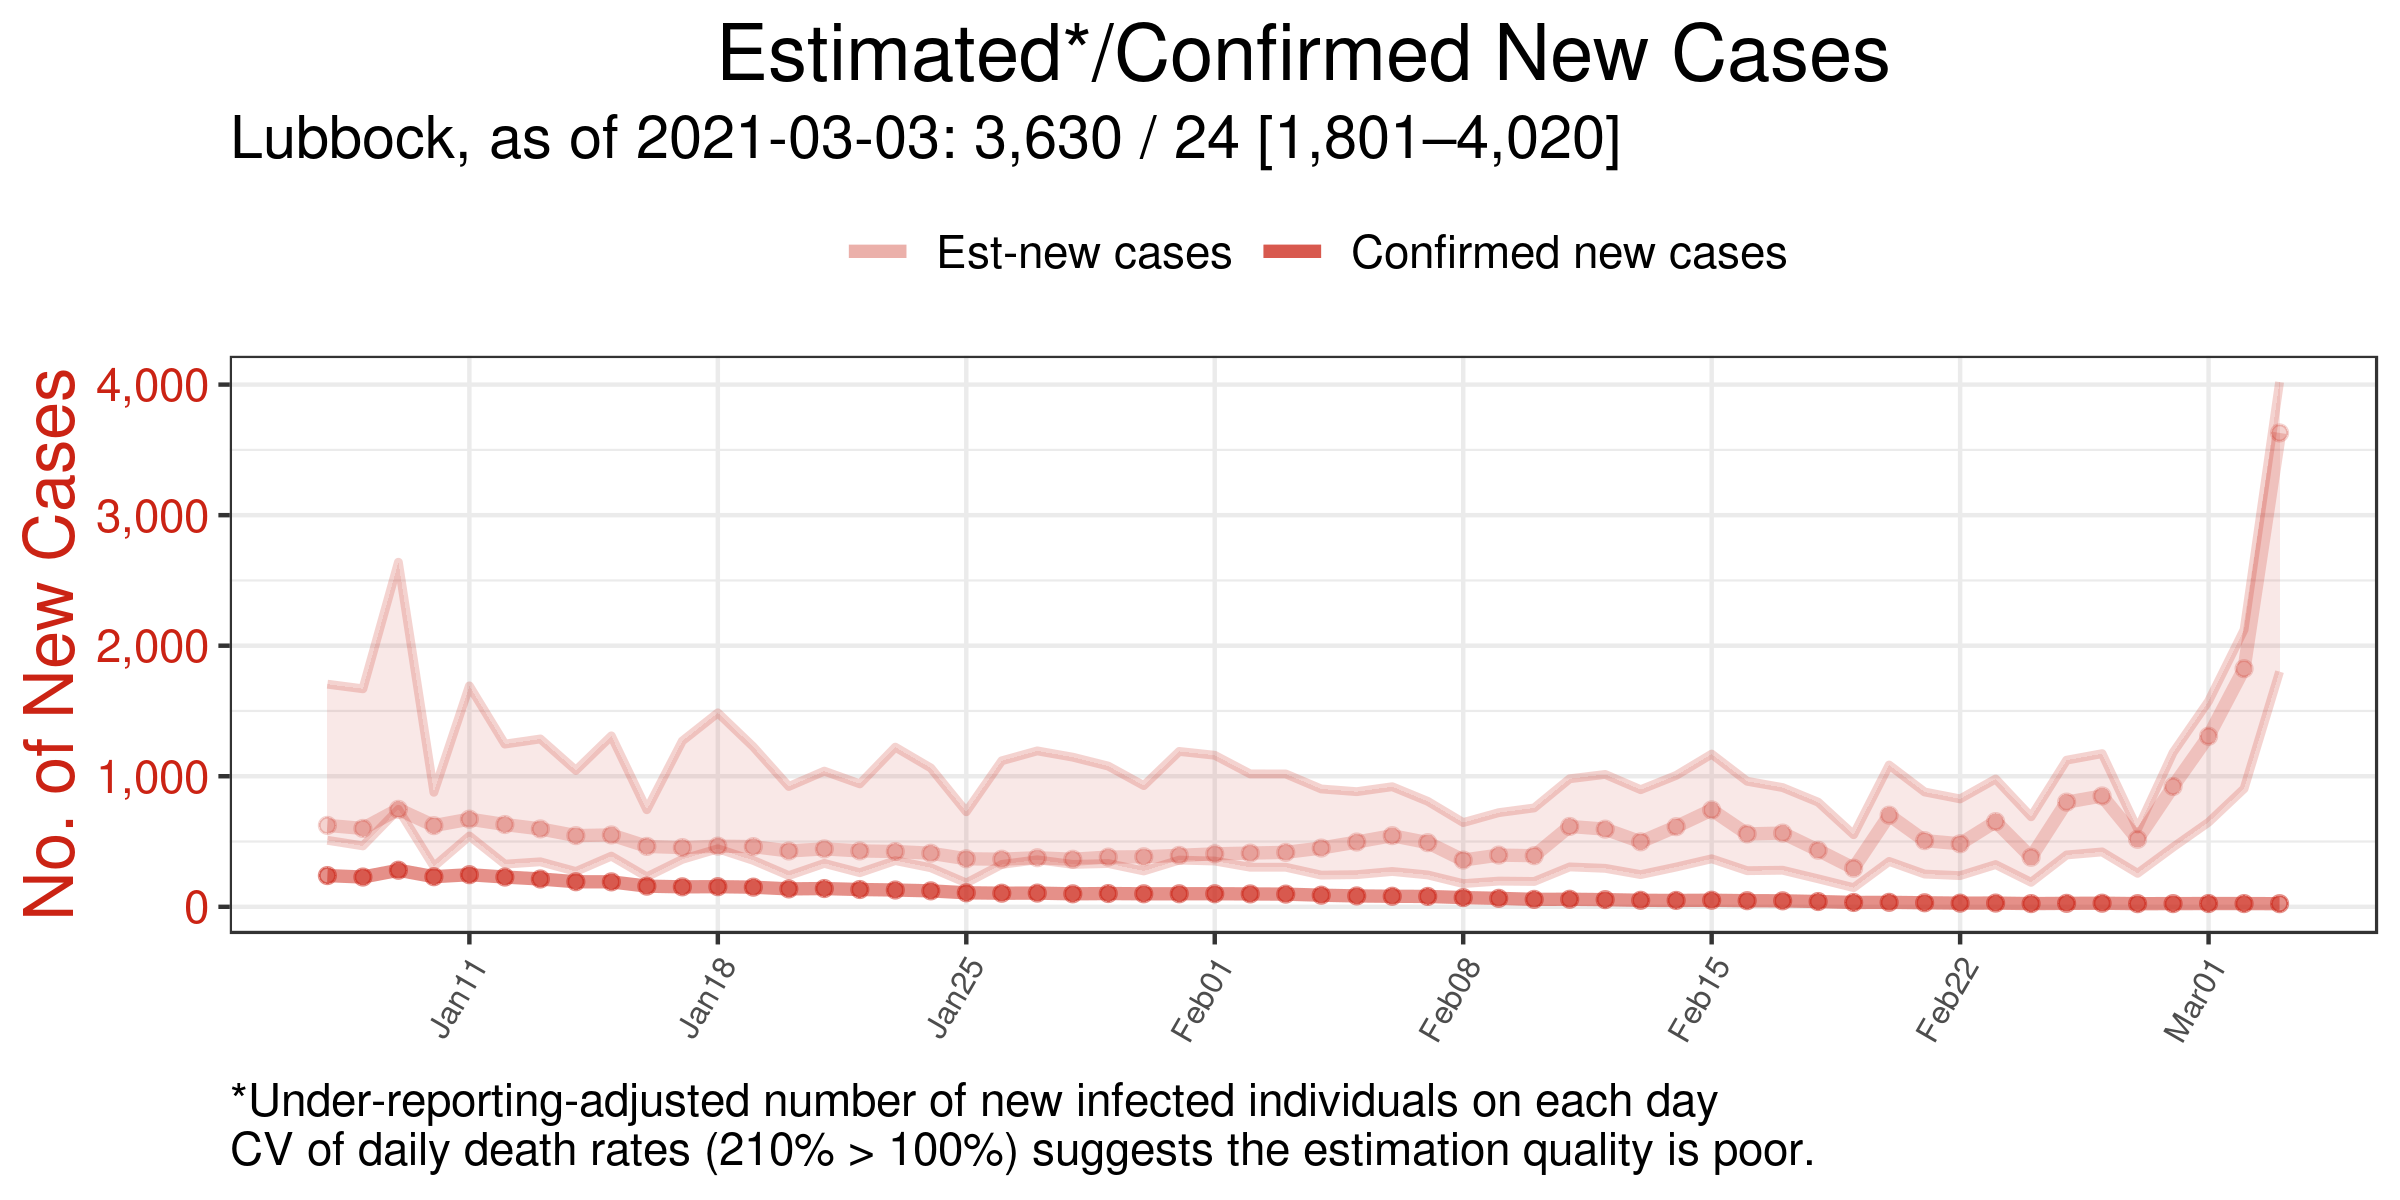 Estimated*/Confirmed New Cases
Lubbock, as of 2021-03-03: 3,630 / 24 [1,801–4,020]
Est-new cases
Confirmed new cases
No. of New Cases
4,000
3,000
2,000
1,000
0
Jan11
Jan18
Jan25
Feb01
Feb08
Feb15
Feb22
Mar01
*Under-reporting-adjusted number of new infected individuals on each day
CV of daily death rates (210% > 100%) suggests the estimation quality is poor.